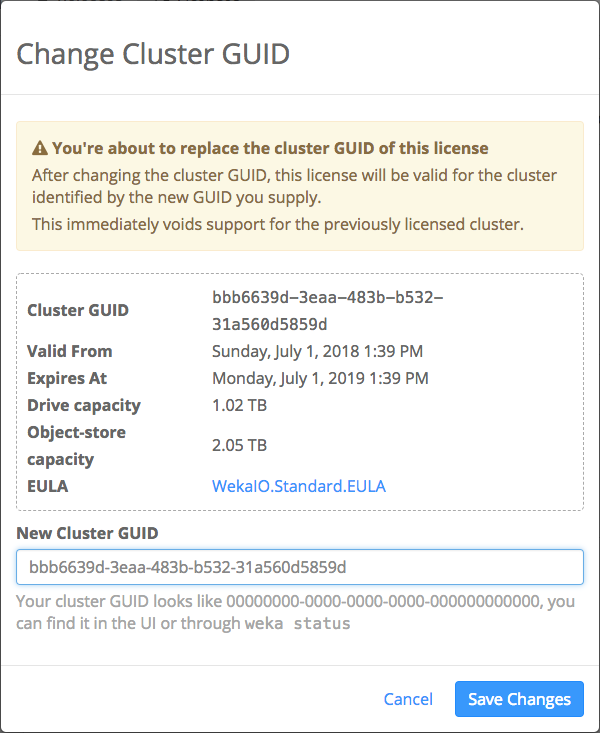 Change Cluster GUID
You're about to replace the cluster GUID of this license
After changing the cluster GUID, this license will be valid for the cluster
identified by the new GUID you supply.
This immediately voids support for the previously licensed cluster.
Cluster GUID bbb6639d–3eaa–483b–b532–
31a560d5859d
Valid From Sunday, July 1, 2018 1:39 PM
Expires At Monday, July 1, 2019 1:39 PM
Drive capacity 1.02 TB
Object-store
capacity 2.05 TB
EULA WekaIO.Standard.EULA
New Cluster GUID
bbb6639d-3eaa-483b-b532-31a560d5859d
Your cluster GUID looks like 00000000-0000-0000-0000-000000000000, you
can find it in the UI or through weka status
Cancel Save Changes